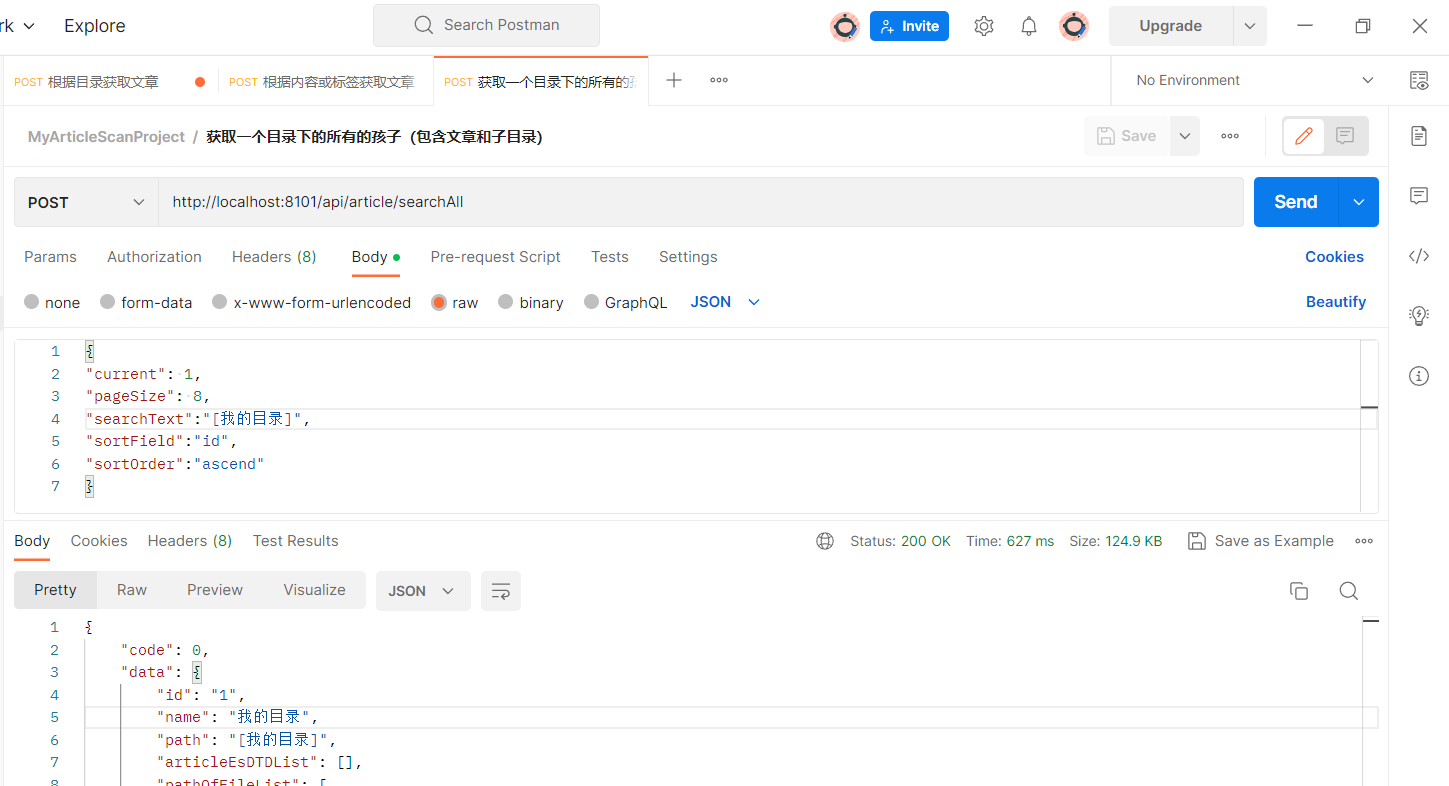 rk Explore Search Postman Invite Upgrade
POST 根据目录获取文章 POST 根据内容或标签获取文章 POST 获取一个目录下的所有的孩 No Environment
MyArticleScanProject / 获取一个目录下的所有的孩子（包含文章和子目录） Save
POST http://localhost:8101/api/article/searchAll Send
Params Authorization Headers (8) Body Pre-request Script Tests Settings Cookies
none form-data x-www-form-urlencoded raw binary GraphQL JSON Beautify
1 {
2 "current": 1,
3 "pageSize": 8,
4 "searchText":"[我的目录]",
5 "sortField":"id",
6 "sortOrder":"ascend"
7 }
Body Cookies Headers (8) Test Results Status: 200 OK Time: 627 ms Size: 124.9 KB Save as Example
Pretty Raw Preview Visualize JSON
1 {
2 "code": 0,
3 "data": {
4 "id": "1",
5 "name": "我的目录",
6 "path": "[我的目录]",
7 "articleEsDTDList": [],
8 "pathOfFileList": [